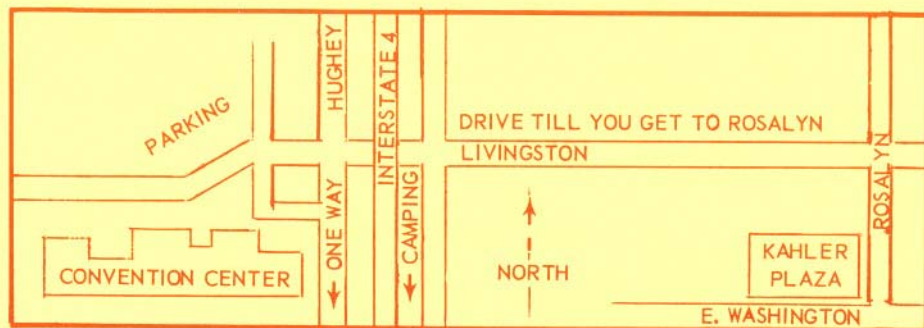 HUGHEY
INTERSTATE 4
PARKING
DRIVE TILL YOU GET TO ROSALYN
LIVINGSTON
ROSALYN
ONE WAY
CAMPING
NORTH
CONVENTION CENTER
KAHLER
PLAZA
E. WASHINGTON